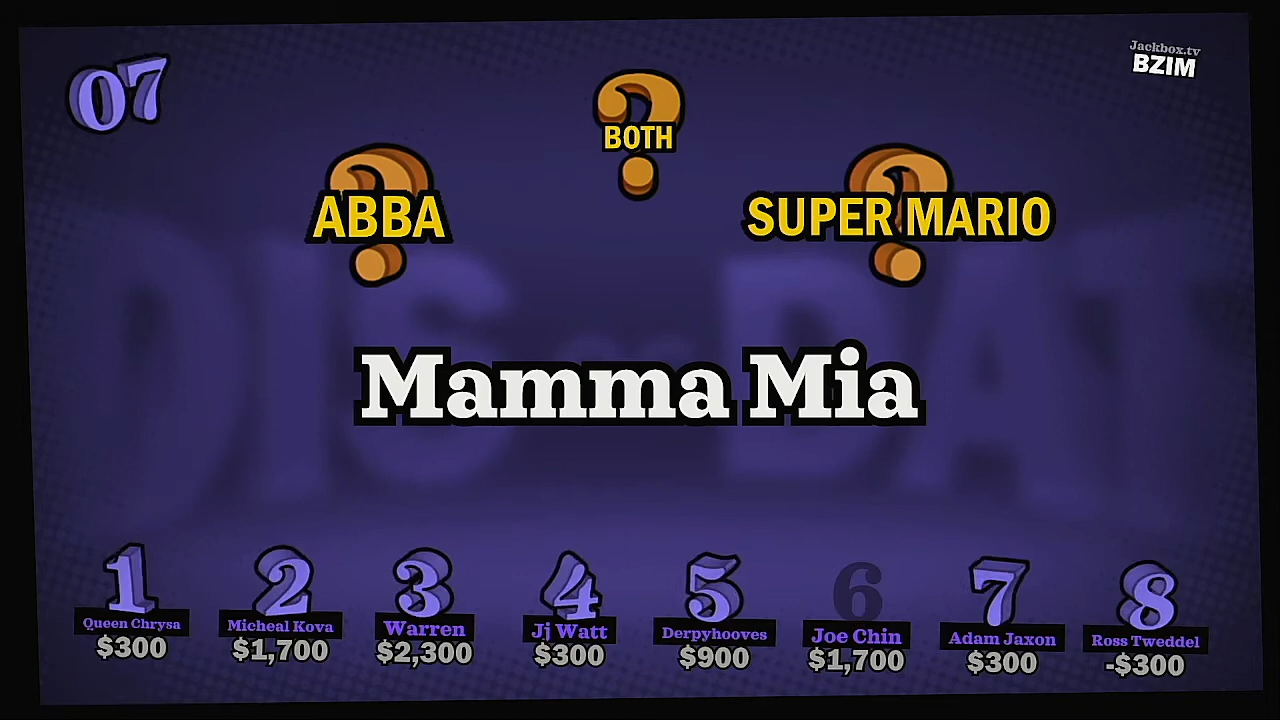 07
Jackbox.tv
BZIM
BOTH
ABBA
SUPER MARIO
DIS
DAT
Mamma Mia
1
2
3
4
5
6
7
8
Queen Chrysa
Micheal Kova
Warren
Jj Watt
Derpyhooves
Joe Chin
Adam Jaxon
Ross Tweddel
$300
$1,700
$2,300
$300
$900
$1,700
$300
-$300